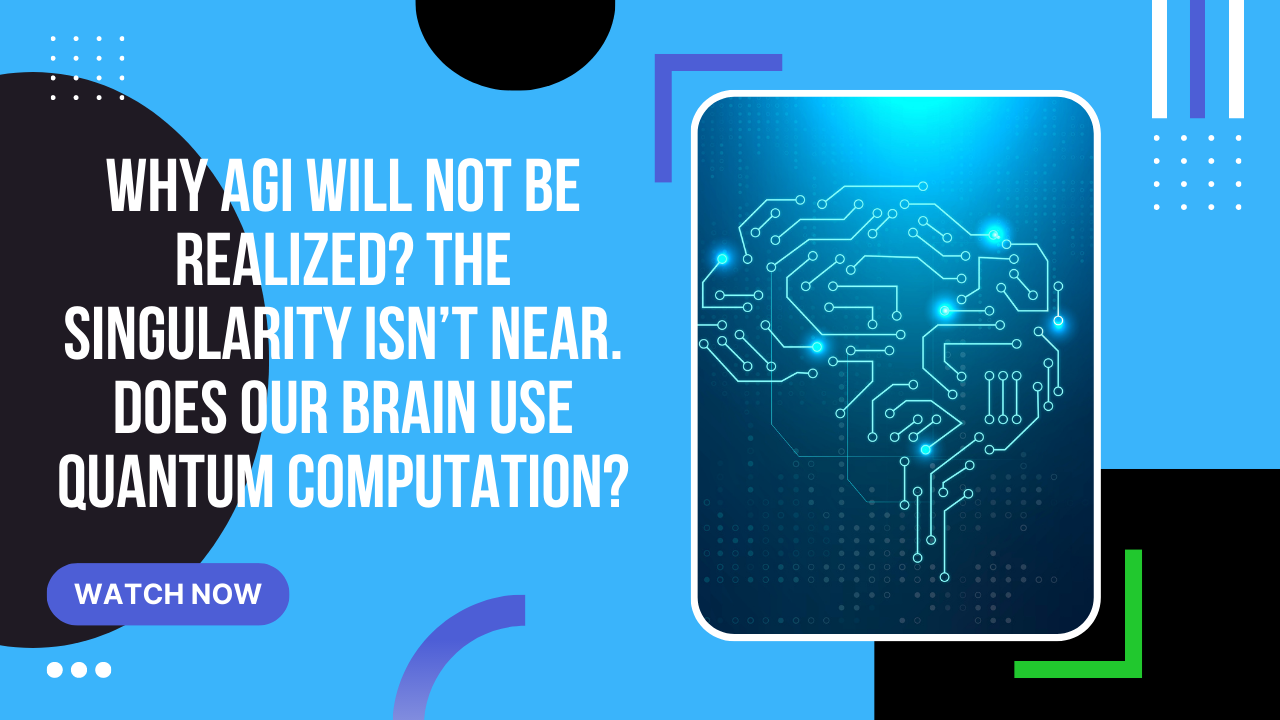 WHY AGI WILL NOT BE
REALIZED? THE
SINGULARITY ISN'T NEAR.
DOES OUR BRAIN USE
QUANTUM COMPUTATION?
WATCH NOW